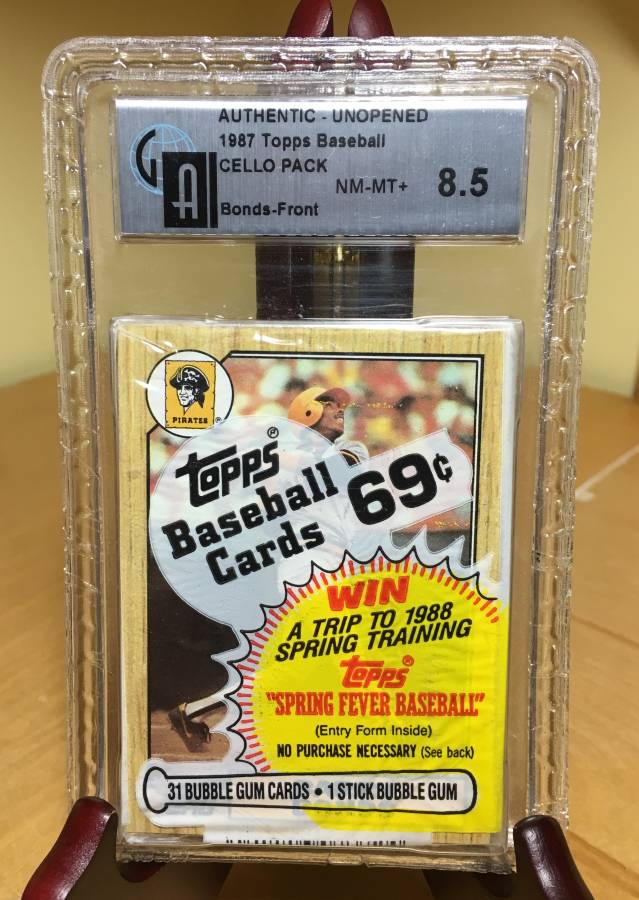 AUTHENTIC - UNOPENED
1987 Topps Baseball
CELLO PACK
NM-MT+ 8.5
GAI
Bonds-Front
PIRATES
topps®
Baseball
Cards
69¢
WIN
A TRIP TO 1988
SPRING TRAINING
topps®
"SPRING FEVER BASEBALL"
(Entry Form Inside)
NO PURCHASE NECESSARY (See back)
31 BUBBLE GUM CARDS • 1 STICK BUBBLE GUM